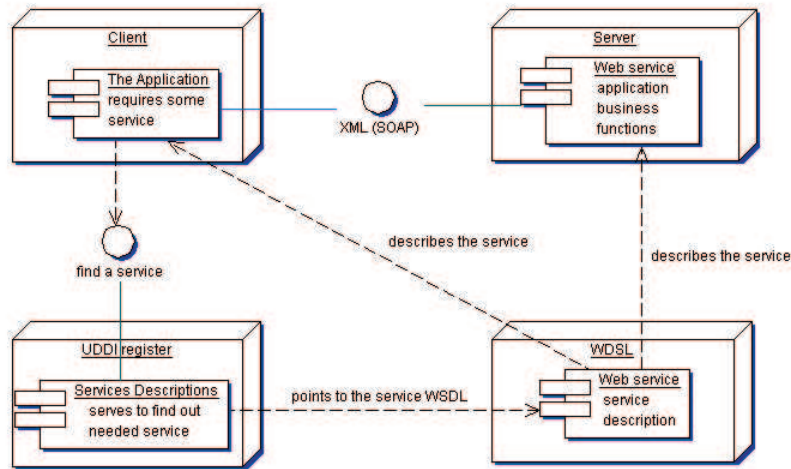 Client
The Application
requires some
service
XML (SOAP)
Server
Web service
application
business
functions
find a service
describes the service
describes the service
UDDI register
Services Descriptions
serves to find out
needed service
points to the service WSDL
WDSL
Web service
service
description